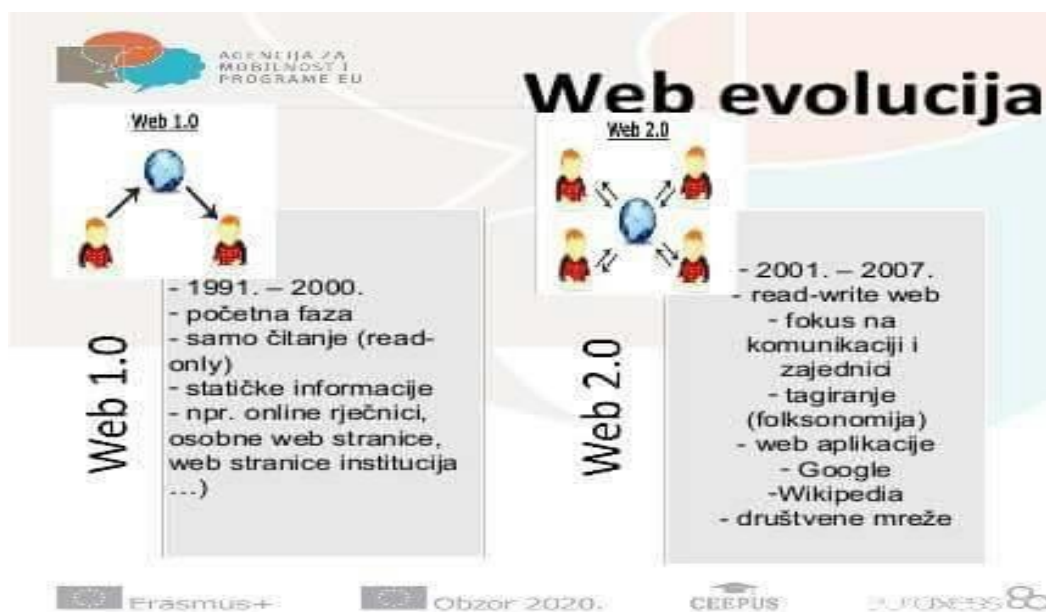 AGENCIJA ZA
MOBILNOST I
PROGRAME EU
Web evolucija
Web 1.0
Web 1.0
- 1991. – 2000.
- početna faza
- samo čitanje (read-
only)
- statičke informacije
- npr. online rječnici,
osobne web stranice,
web stranice institucija
...)
Web 2.0
Web 2.0
- 2001. – 2007.
- read-write web
- fokus na
komunikaciji i
zajednici
- tagiranje
(folksonomija)
- web aplikacije
- Google
-Wikipedia
- društvene mreže
Erasmus+
Obzor 2020.
CEEPUS